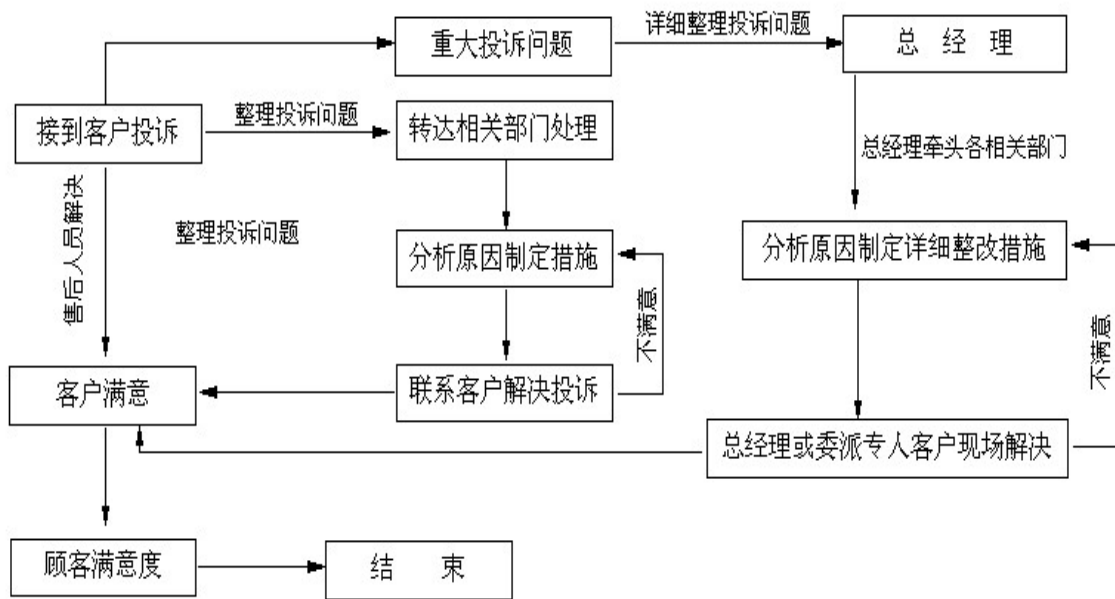 重大投诉问题
详细整理投诉问题
总 经 理
接到客户投诉
整理投诉问题
转达相关部门处理
总经理牵头各相关部门
售后人员解决
整理投诉问题
分析原因制定措施
不满意
分析原因制定详细整改措施
不满意
客户满意
联系客户解决投诉
总经理或委派专人客户现场解决
顾客满意度
结 束